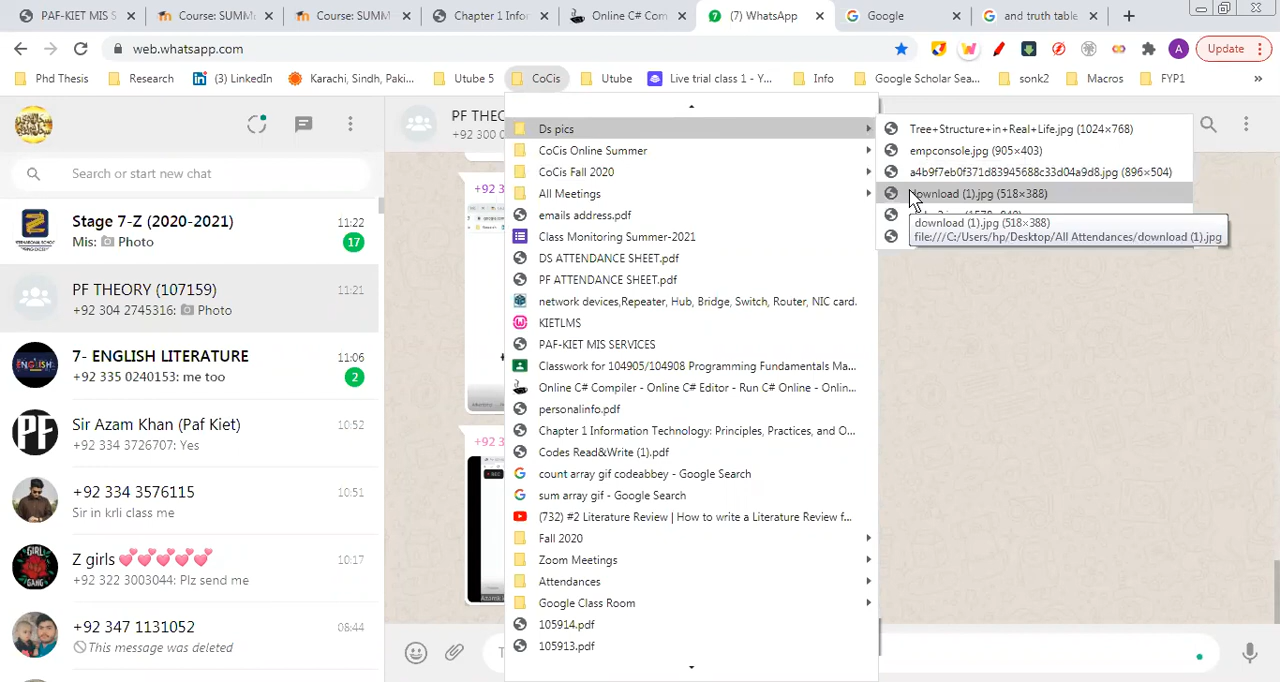 PAF-KIET MIS S
Course: SUMM
Course: SUMM
Chapter 1 Infor
Online C# Com
(7) WhatsApp
Google
and truth table
web.whatsapp.com
A
Update
Phd Thesis
Research
(3) LinkedIn
Karachi, Sindh, Paki...
Utube 5
CoCis
Utube
Live trial class 1 - Y...
Info
Google Scholar Sea...
sonk2
Macros
FYP1
»
Search or start new chat
Stage 7-Z (2020-2021)
11:22
Mis: Photo
17
PF THEORY (107159)
11:21
+92 304 2745316: Photo
7- ENGLISH LITERATURE
11:06
+92 335 0240153: me too
2
Sir Azam Khan (Paf Kiet)
10:52
+92 334 3726707: Yes
+92 334 3576115
10:51
Sir in krli class me
Z girls 💕💕💕💕
10:17
+92 322 3003044: Plz send me
+92 347 1131052
08:44
This message was deleted
PF THEO
+92 300 0
+92 3
+92 3
Ds pics
CoCis Online Summer
CoCis Fall 2020
All Meetings
emails address.pdf
Class Monitoring Summer-2021
DS ATTENDANCE SHEET.pdf
PF ATTENDANCE SHEET.pdf
network devices,Repeater, Hub, Bridge, Switch, Router, NIC card.
KIETLMS
PAF-KIET MIS SERVICES
Classwork for 104905/104908 Programming Fundamentals Ma...
Online C# Compiler - Online C# Editor - Run C# Online - Onlin...
personalinfo.pdf
Chapter 1 Information Technology: Principles, Practices, and O...
Codes Read&Write (1).pdf
count array gif codeabbey - Google Search
sum array gif - Google Search
(732) #2 Literature Review | How to write a Literature Review f...
Fall 2020
Zoom Meetings
Attendances
Google Class Room
105914.pdf
105913.pdf
Tree+Structure+in+Real+Life.jpg (1024×768)
empconsole.jpg (905×403)
a4b9f7eb0f371d83945688c33d04a9d8.jpg (896×504)
download (1).jpg (518×388)
download (1).jpg (518×388)
file:///C:/Users/hp/Desktop/All Attendances/download (1).jpg